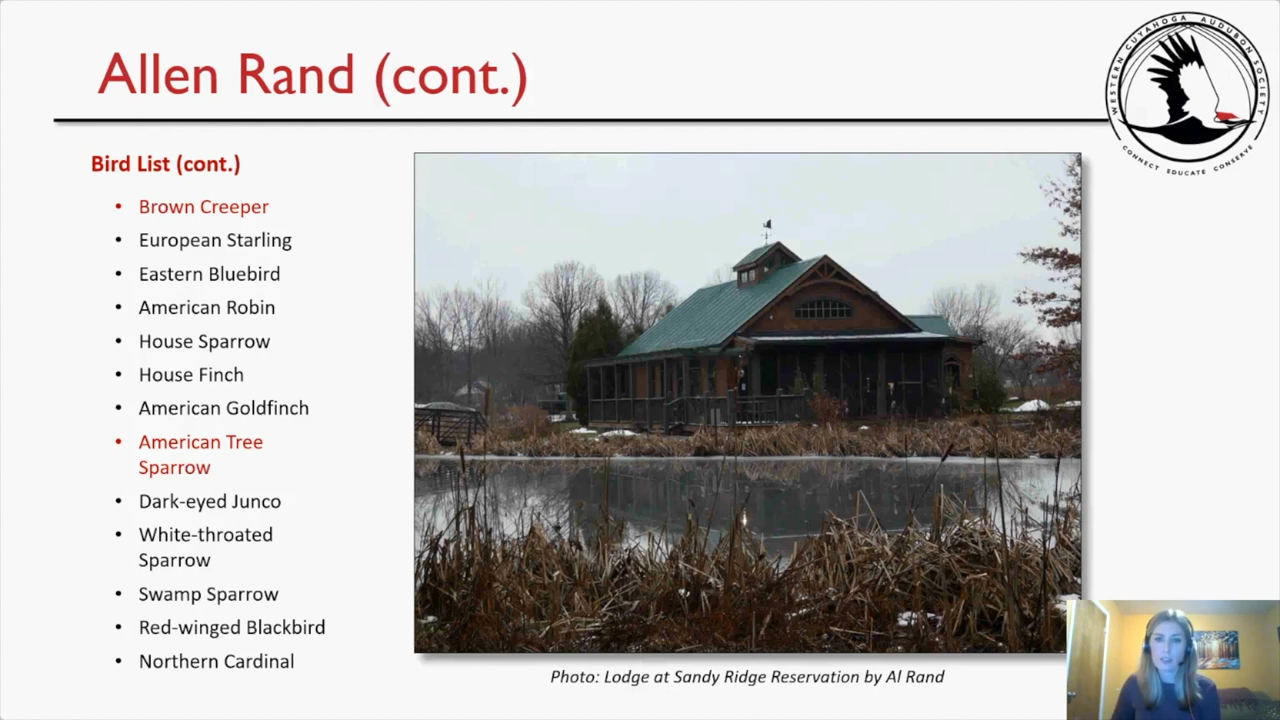 Allen Rand (cont.)
WESTERN CUYAHOGA AUDUBON SOCIETY
CONNECT EDUCATE CONSERVE
Bird List (cont.)
• Brown Creeper
• European Starling
• Eastern Bluebird
• American Robin
• House Sparrow
• House Finch
• American Goldfinch
• American Tree
Sparrow
• Dark-eyed Junco
• White-throated
Sparrow
• Swamp Sparrow
• Red-winged Blackbird
• Northern Cardinal
Photo: Lodge at Sandy Ridge Reservation by Al Rand